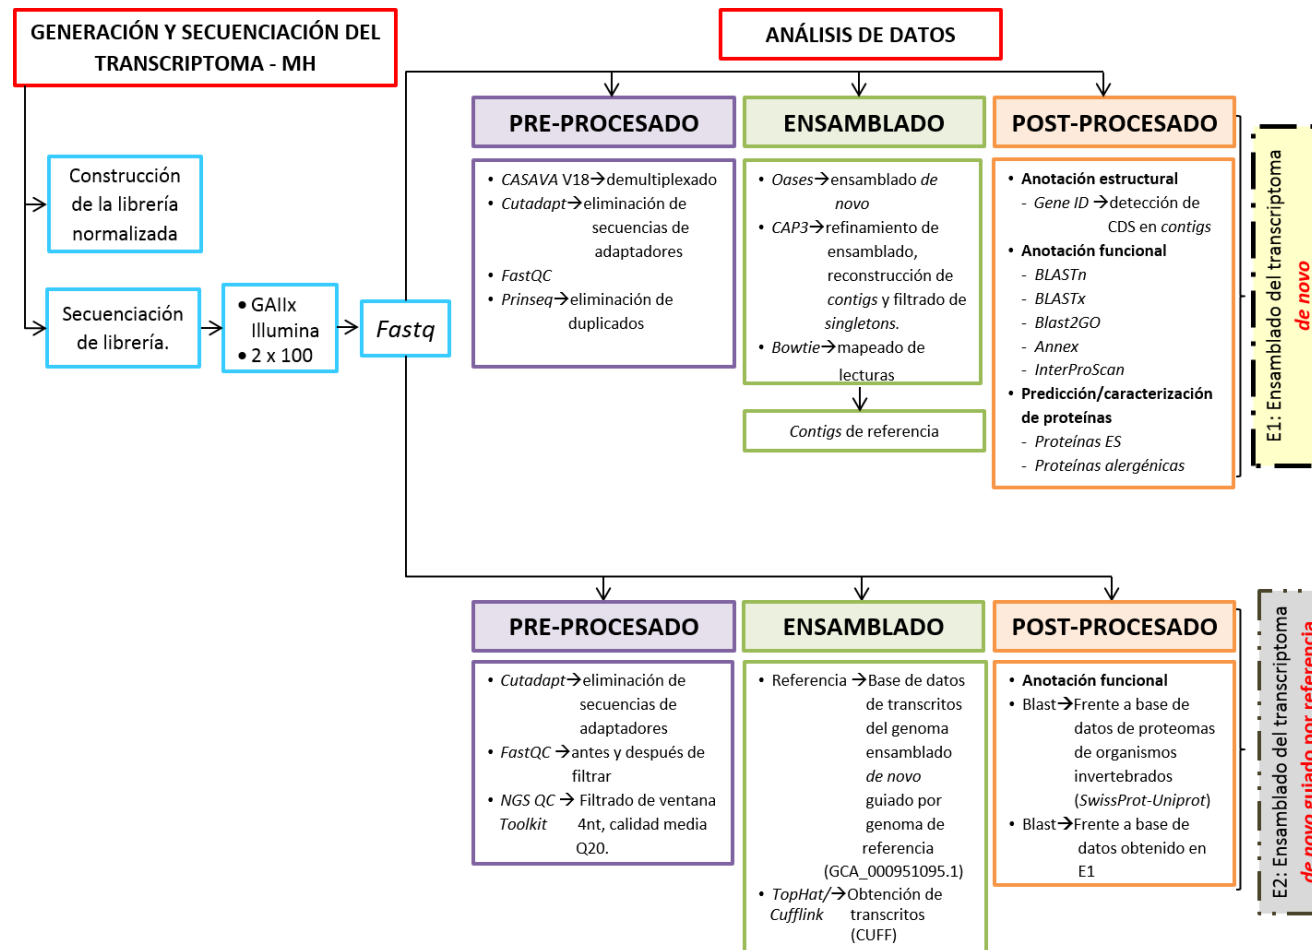 GENERACIÓN Y SECUENCIACIÓN DEL
TRANSCRIPTOMA - MH
ANÁLISIS DE DATOS
Construcción
de la librería
normalizada
Secuenciación
de librería.
• GAIIx
Illumina
• 2 x 100
Fastq
PRE-PROCESADO
• CASAVA V18→demultiplexado
• Cutadapt→eliminación de
secuencias de
adaptadores
• FastQC
• Prinseq→eliminación de
duplicados
ENSAMBLADO
• Oases→ensamblado de
novo
• CAP3→refinamiento de
ensamblado,
reconstrucción de
contigs y filtrado de
singletons.
• Bowtie→mapeado de
lecturas
Contigs de referencia
POST-PROCESADO
• Anotación estructural
- Gene ID →detección de
CDS en contigs
• Anotación funcional
- BLASTn
- BLASTx
- Blast2GO
- Annex
- InterProScan
• Predicción/caracterización
de proteínas
- Proteínas ES
- Proteínas alergénicas
E1: Ensamblado del transcriptoma
de novo
PRE-PROCESADO
• Cutadapt→eliminación de
secuencias de
adaptadores
• FastQC →antes y después de
filtrar
• NGS QC → Filtrado de ventana
Toolkit 4nt, calidad media
Q20.
ENSAMBLADO
• Referencia →Base de datos
de transcritos
del genoma
ensamblado
de novo
guiado por
genoma de
referencia
(GCA_000951095.1)
• TopHat/→Obtención de
Cufflink transcritos
(CUFF)
POST-PROCESADO
• Anotación funcional
• Blast→Frente a base de
datos de proteomas
de organismos
invertebrados
(SwissProt-Uniprot)
• Blast→Frente a base de
datos obtenido en
E1
E2: Ensamblado del transcriptoma
de novo guiado por referencia